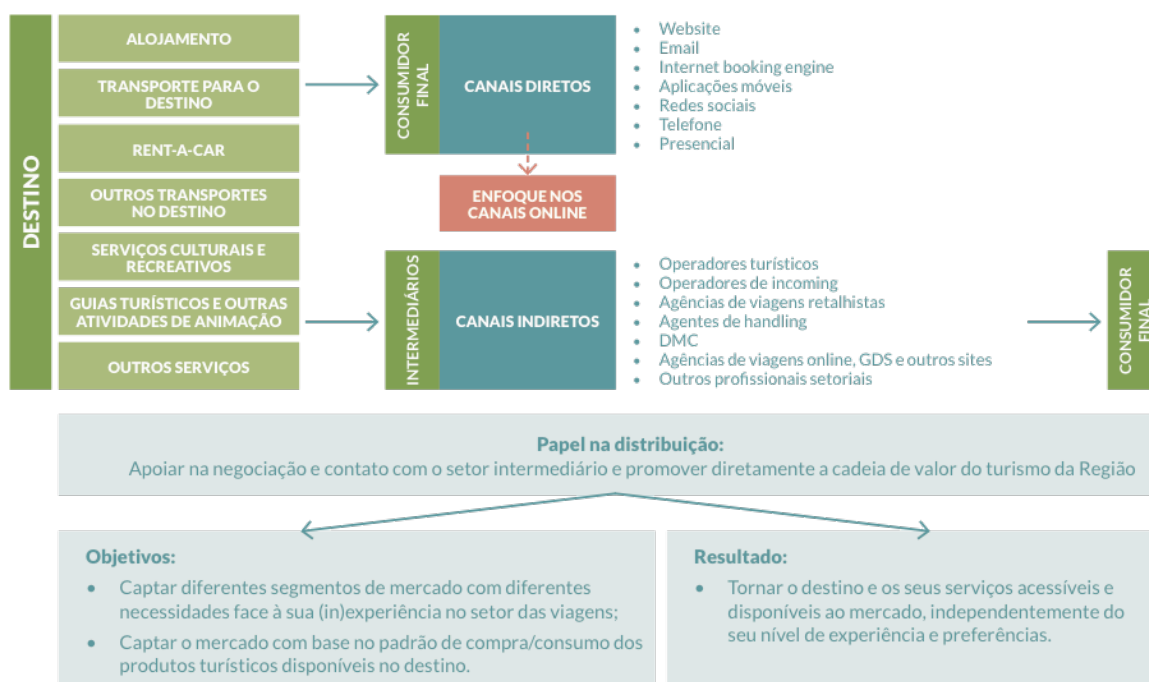 DESTINO
ALOJAMENTO
TRANSPORTE PARA O
DESTINO
RENT-A-CAR
OUTROS TRANSPORTES
NO DESTINO
SERVIÇOS CULTURAIS E
RECREATIVOS
GUIAS TURÍSTICOS E OUTRAS
ATIVIDADES DE ANIMAÇÃO
OUTROS SERVIÇOS
CONSUMIDOR
FINAL
CANAIS DIRETOS
• Website
• Email
• Internet booking engine
• Aplicações móveis
• Redes sociais
• Telefone
• Presencial
ENFOQUE NOS
CANAIS ONLINE
INTERMEDIÁRIOS
CANAIS INDIRETOS
• Operadores turísticos
• Operadores de incoming
• Agências de viagens retalhistas
• Agentes de handling
• DMC
• Agências de viagens online, GDS e outros sites
• Outros profissionais setoriais
CONSUMIDOR
FINAL
Papel na distribuição:
Apoiar na negociação e contato com o setor intermediário e promover diretamente a cadeia de valor do turismo da Região
Objetivos:
• Captar diferentes segmentos de mercado com diferentes
necessidades face à sua (in)experiência no setor das viagens;
• Captar o mercado com base no padrão de compra/consumo dos
produtos turísticos disponíveis no destino.
Resultado:
• Tornar o destino e os seus serviços acessíveis e
disponíveis ao mercado, independentemente do
seu nível de experiência e preferências.